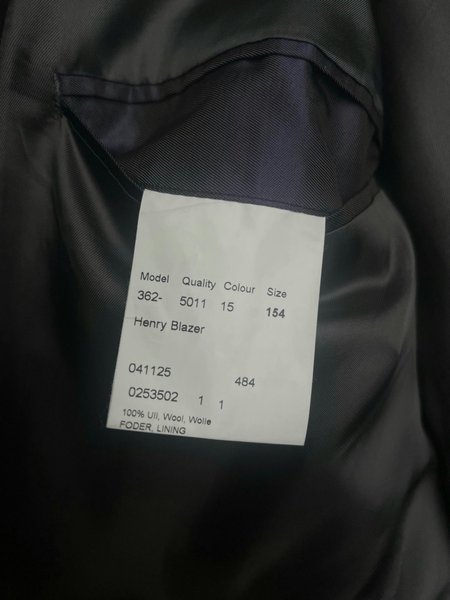 Model Quality Colour Size
362- 5011 15 154
Henry Blazer
041125 484
0253502 1 1
100% Ull, Wool, Wolle
FODER, LINING